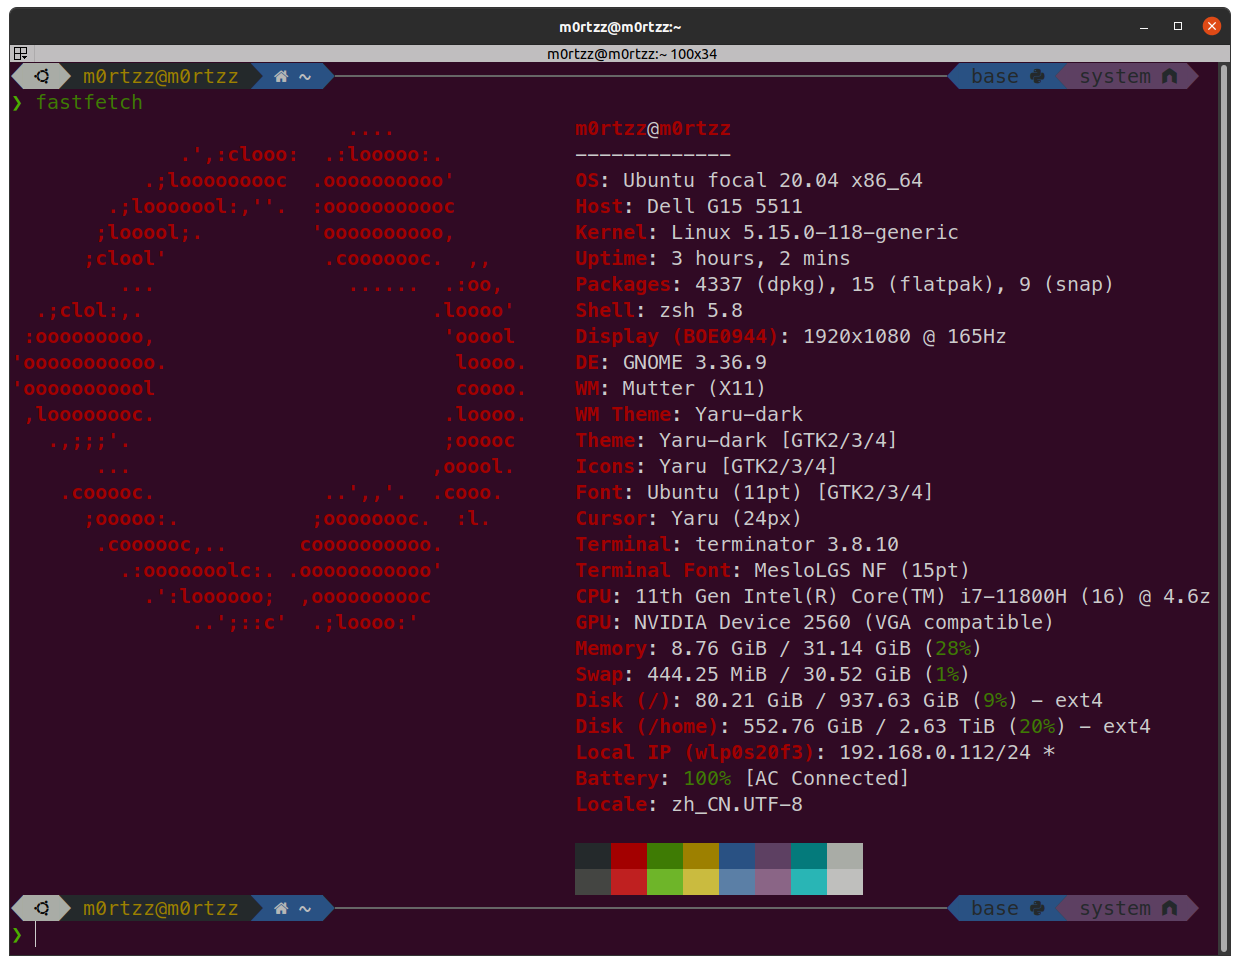 m0rtzz@m0rtzz:~
m0rtzz@m0rtzz:~ 100x34
m0rtzz@m0rtzz ~ base system
❯ fastfetch
....
.',:clooo:  .:looooo:.
.;looooooooc  .oooooooooo'
.;looooool:,''.  :ooooooooooc
;looool;.         'oooooooooo,
;clool'             .cooooooc.  ,,
...                ......  .:oo,
.;clol:,.                        .loooo'
:ooooooooo,                        'ooool
'ooooooooooo.                        loooo.
'ooooooooool                         coooo.
,loooooooc.                        .loooo.
.,;;;'.                          ;ooooc
...                         ,ooool.
.cooooc.              ..',,'.  .cooo.
;ooooo:.           ;oooooooc.  :l.
.coooooc,..      coooooooooo.
.:ooooooolc:. .ooooooooooo'
.':loooooo;  ,oooooooooc
..';::c'  .;loooo:'
m0rtzz@m0rtzz
-------------
OS: Ubuntu focal 20.04 x86_64
Host: Dell G15 5511
Kernel: Linux 5.15.0-118-generic
Uptime: 3 hours, 2 mins
Packages: 4337 (dpkg), 15 (flatpak), 9 (snap)
Shell: zsh 5.8
Display (BOE0944): 1920x1080 @ 165Hz
DE: GNOME 3.36.9
WM: Mutter (X11)
WM Theme: Yaru-dark
Theme: Yaru-dark [GTK2/3/4]
Icons: Yaru [GTK2/3/4]
Font: Ubuntu (11pt) [GTK2/3/4]
Cursor: Yaru (24px)
Terminal: terminator 3.8.10
Terminal Font: MesloLGS NF (15pt)
CPU: 11th Gen Intel(R) Core(TM) i7-11800H (16) @ 4.6z
GPU: NVIDIA Device 2560 (VGA compatible)
Memory: 8.76 GiB / 31.14 GiB (28%)
Swap: 444.25 MiB / 30.52 GiB (1%)
Disk (/): 80.21 GiB / 937.63 GiB (9%) - ext4
Disk (/home): 552.76 GiB / 2.63 TiB (20%) - ext4
Local IP (wlp0s20f3): 192.168.0.112/24 *
Battery: 100% [AC Connected]
Locale: zh_CN.UTF-8
m0rtzz@m0rtzz ~ base system
❯